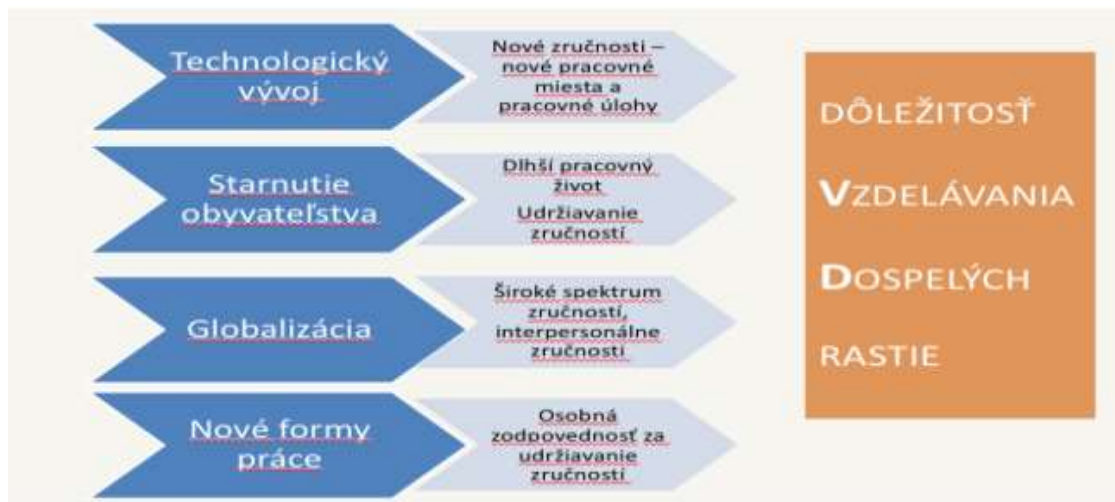 Technologický
vývoj
Nové zručnosti –
nové pracovné
miesta a
pracovné úlohy
Starnutie
obyvateľstva
Dlhší pracovný
život
Udržiavanie
zručností
Globalizácia
Široké spektrum
zručností,
interpersonálne
zručnosti
Nové formy
práce
Osobná
zodpovednosť za
udržiavanie
zručností
DÔLEŽITOSŤ
VZDELÁVANIA
DOSPELÝCH
RASTIE